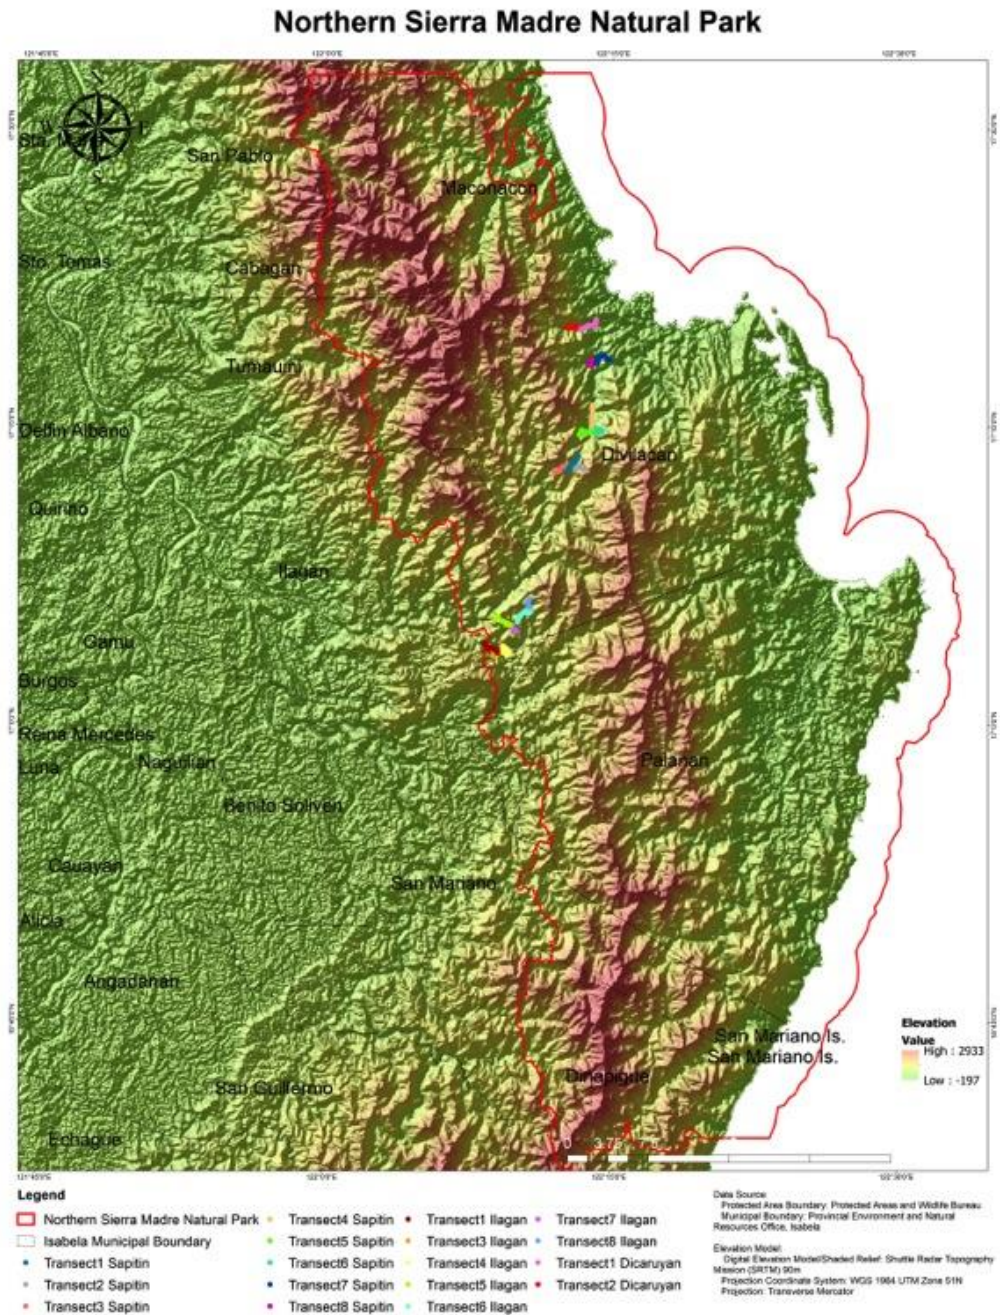 Northern Sierra Madre Natural Park
San Pablo
Maconacon
Sto. Tomas
Cabagan
Tumauini
Delfin Albano
Divilacan
Quirino
Ilagan
Gamu
Burgos
Reina Mercedes
Luna
Naguilian
Palanan
Benito Soliven
Cauayan
San Mariano
Alicia
Angadanan
San Mariano Is.
San Mariano Is.
Dinapigue
San Guillermo
Echague
Elevation
Value
High : 2933
Low : -197
Legend
Northern Sierra Madre Natural Park
Isabela Municipal Boundary
Transect1 Sapitin
Transect2 Sapitin
Transect3 Sapitin
Transect4 Sapitin
Transect5 Sapitin
Transect6 Sapitin
Transect7 Sapitin
Transect8 Sapitin
Transect1 Ilagan
Transect3 Ilagan
Transect4 Ilagan
Transect5 Ilagan
Transect6 Ilagan
Transect7 Ilagan
Transect8 Ilagan
Transect1 Dicaruyan
Transect2 Dicaruyan
Data Source
Protected Area Boundary: Protected Areas and Wildlife Bureau
Municipal Boundary: Provincial Environment and Natural
Resources Office, Isabela
Elevation Model:
Digital Elevation Model/Shaded Relief: Shuttle Radar Topography
Mission (SRTM) 90m
Projection Coordinate System: WGS 1984 UTM Zone 51N
Projection: Transverse Mercator